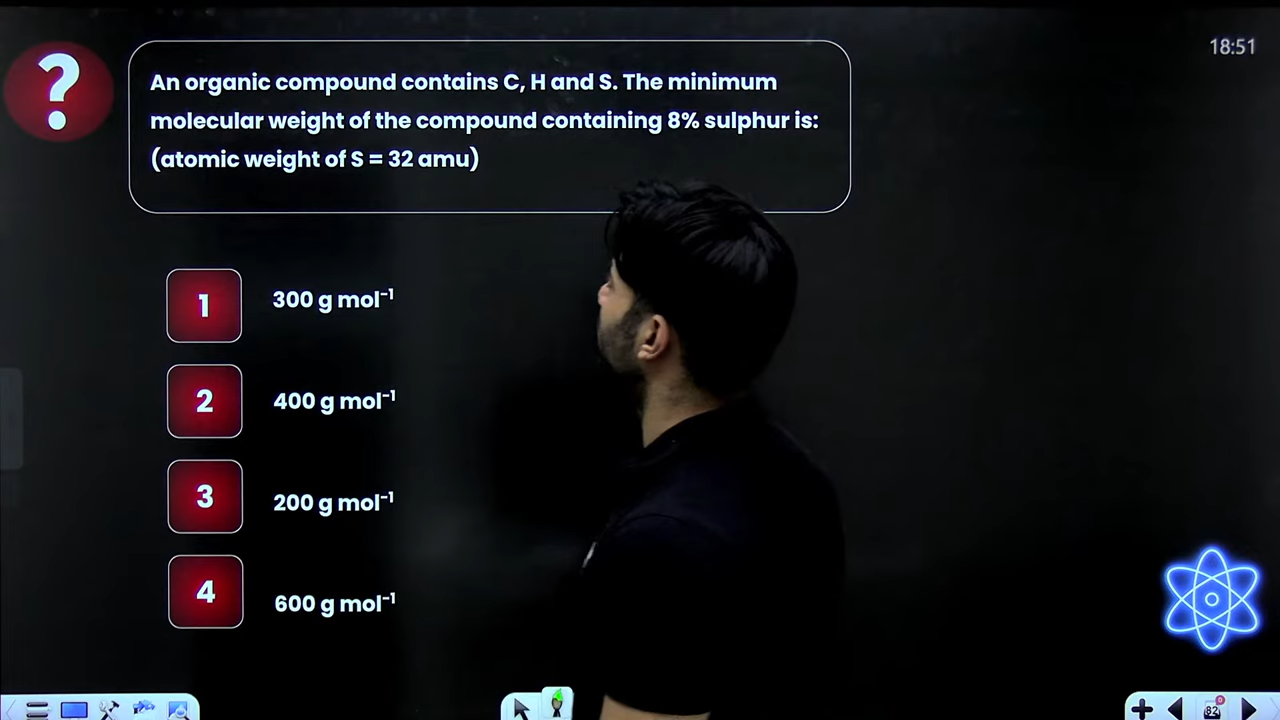 18:51
?
An organic compound contains C, H and S. The minimum
molecular weight of the compound containing 8% sulphur is:
(atomic weight of S = 32 amu)
1 300 g mol⁻¹
2 400 g mol⁻¹
3 200 g mol⁻¹
4 600 g mol⁻¹
82